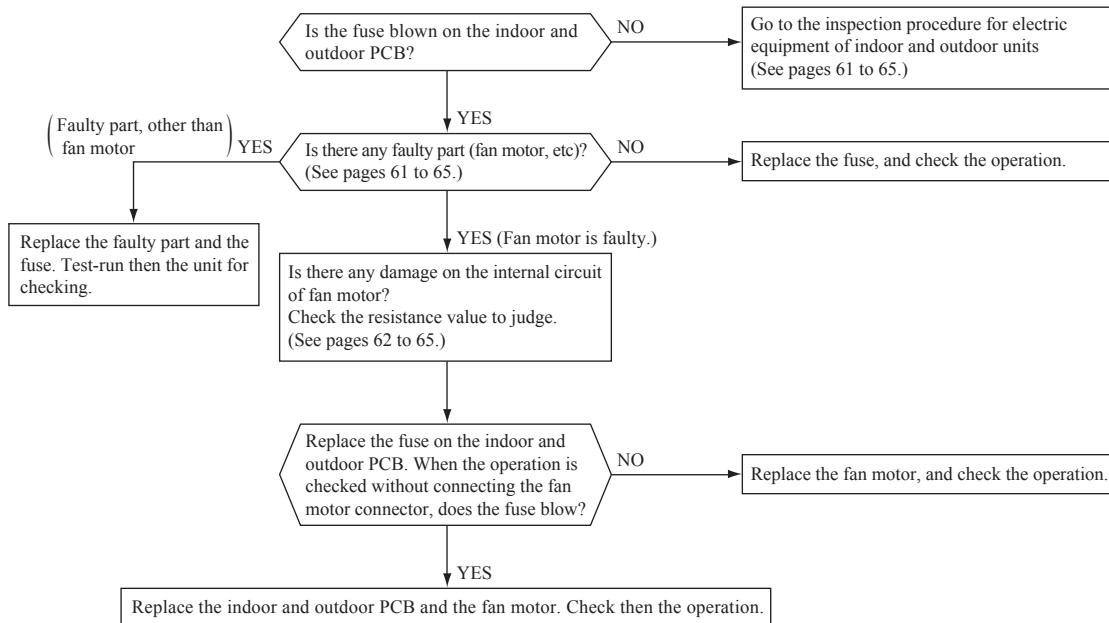 Is the fuse blown on the indoor and
outdoor PCB?
NO
Go to the inspection procedure for electric
equipment of indoor and outdoor units
(See pages 61 to 65.)
YES
(Faulty part, other than
fan motor)
YES
Is there any faulty part (fan motor, etc)?
(See pages 61 to 65.)
NO
Replace the fuse, and check the operation.
Replace the faulty part and the
fuse. Test-run then the unit for
checking.
YES (Fan motor is faulty.)
Is there any damage on the internal circuit
of fan motor?
Check the resistance value to judge.
(See pages 62 to 65.)
Replace the fuse on the indoor and
outdoor PCB. When the operation is
checked without connecting the fan
motor connector, does the fuse blow?
NO
Replace the fan motor, and check the operation.
YES
Replace the indoor and outdoor PCB and the fan motor. Check then the operation.